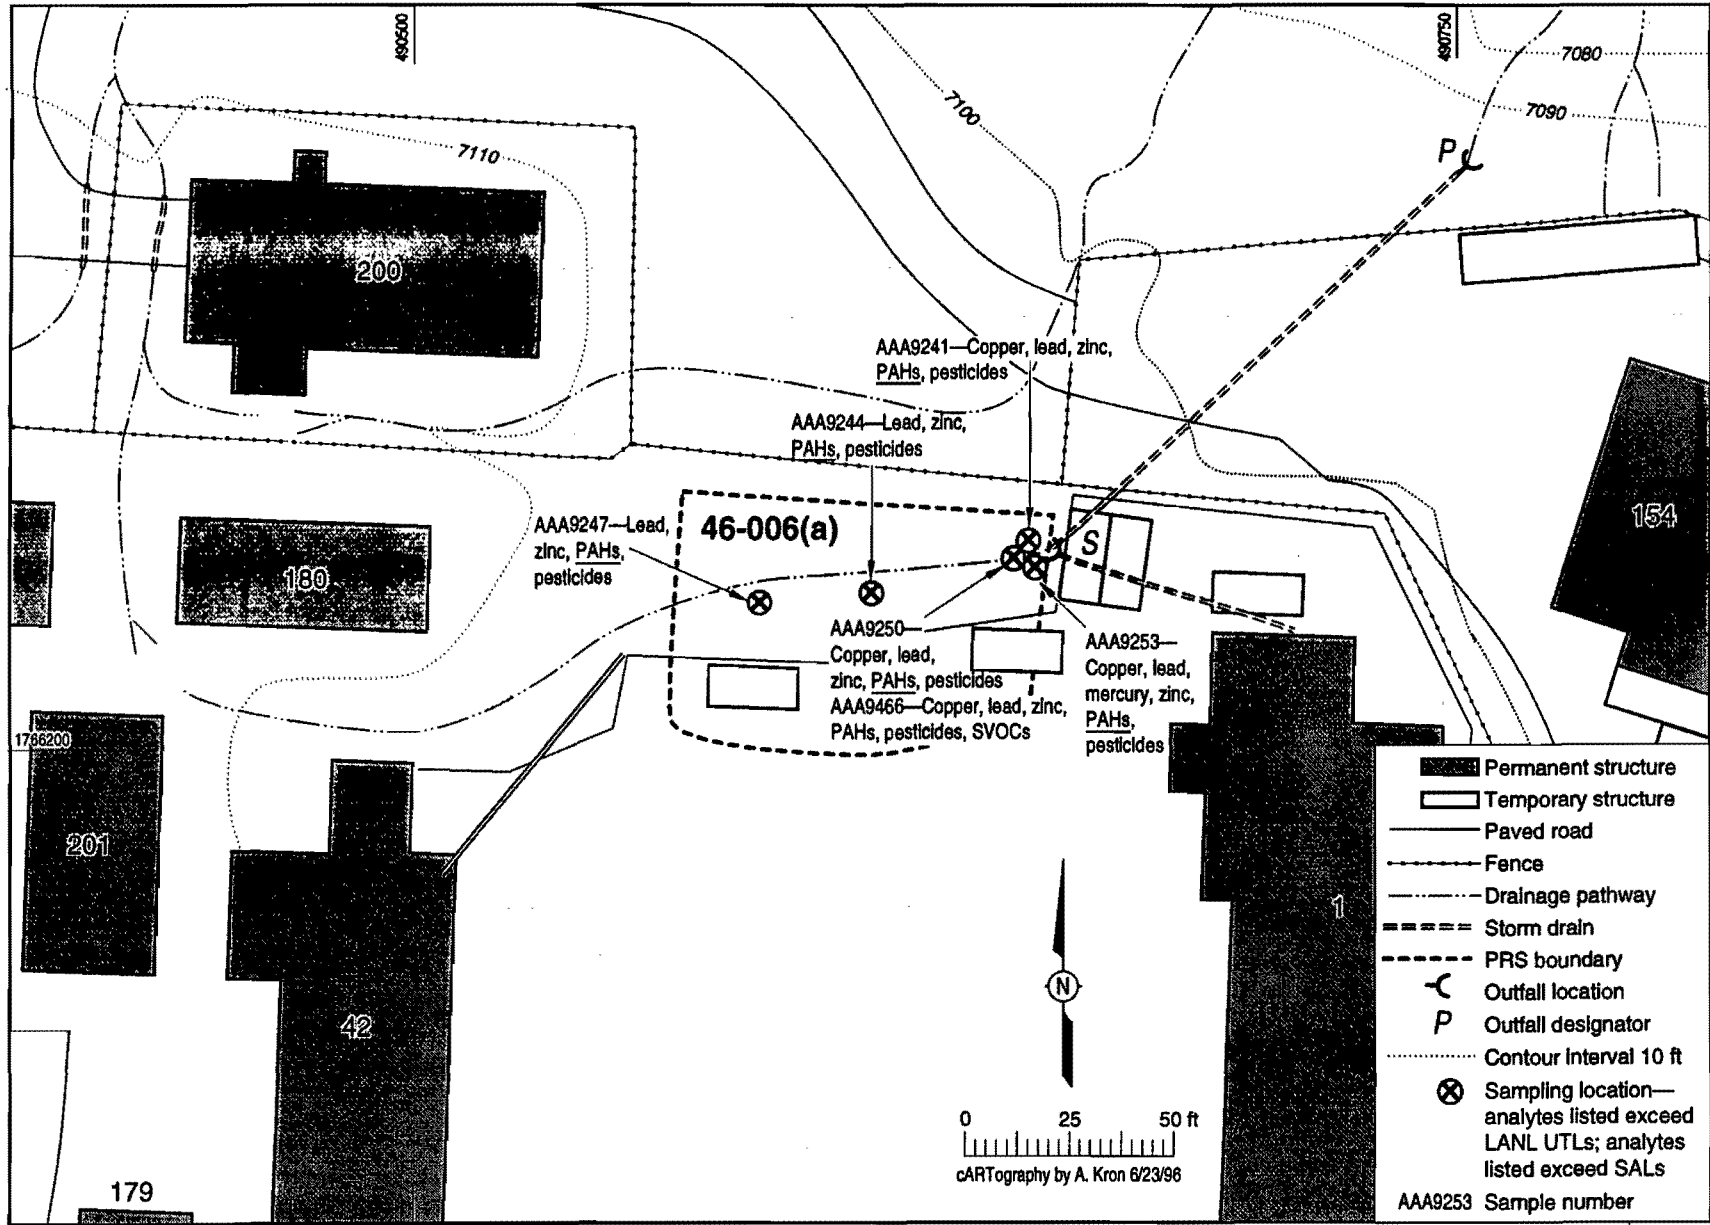 490500
490750
7080
7090
7100
7110
P
200
AAA9241—Copper, lead, zinc,
PAHs, pesticides
AAA9244—Lead, zinc,
PAHs, pesticides
AAA9247—Lead,
zinc, PAHs,
pesticides
46-006(a)
S
154
180
AAA9250—
Copper, lead,
zinc, PAHs, pesticides
AAA9466—Copper, lead, zinc,
PAHs, pesticides, SVOCs
AAA9253—
Copper, lead,
mercury, zinc,
PAHs,
pesticides
1766200
201
42
1
179
N
0 25 50 ft
cARTography by A. Kron 6/23/96
Permanent structure
Temporary structure
Paved road
Fence
Drainage pathway
Storm drain
PRS boundary
Outfall location
P Outfall designator
Contour interval 10 ft
Sampling location—
analytes listed exceed
LANL UTLs; analytes
listed exceed SALs
AAA9253 Sample number